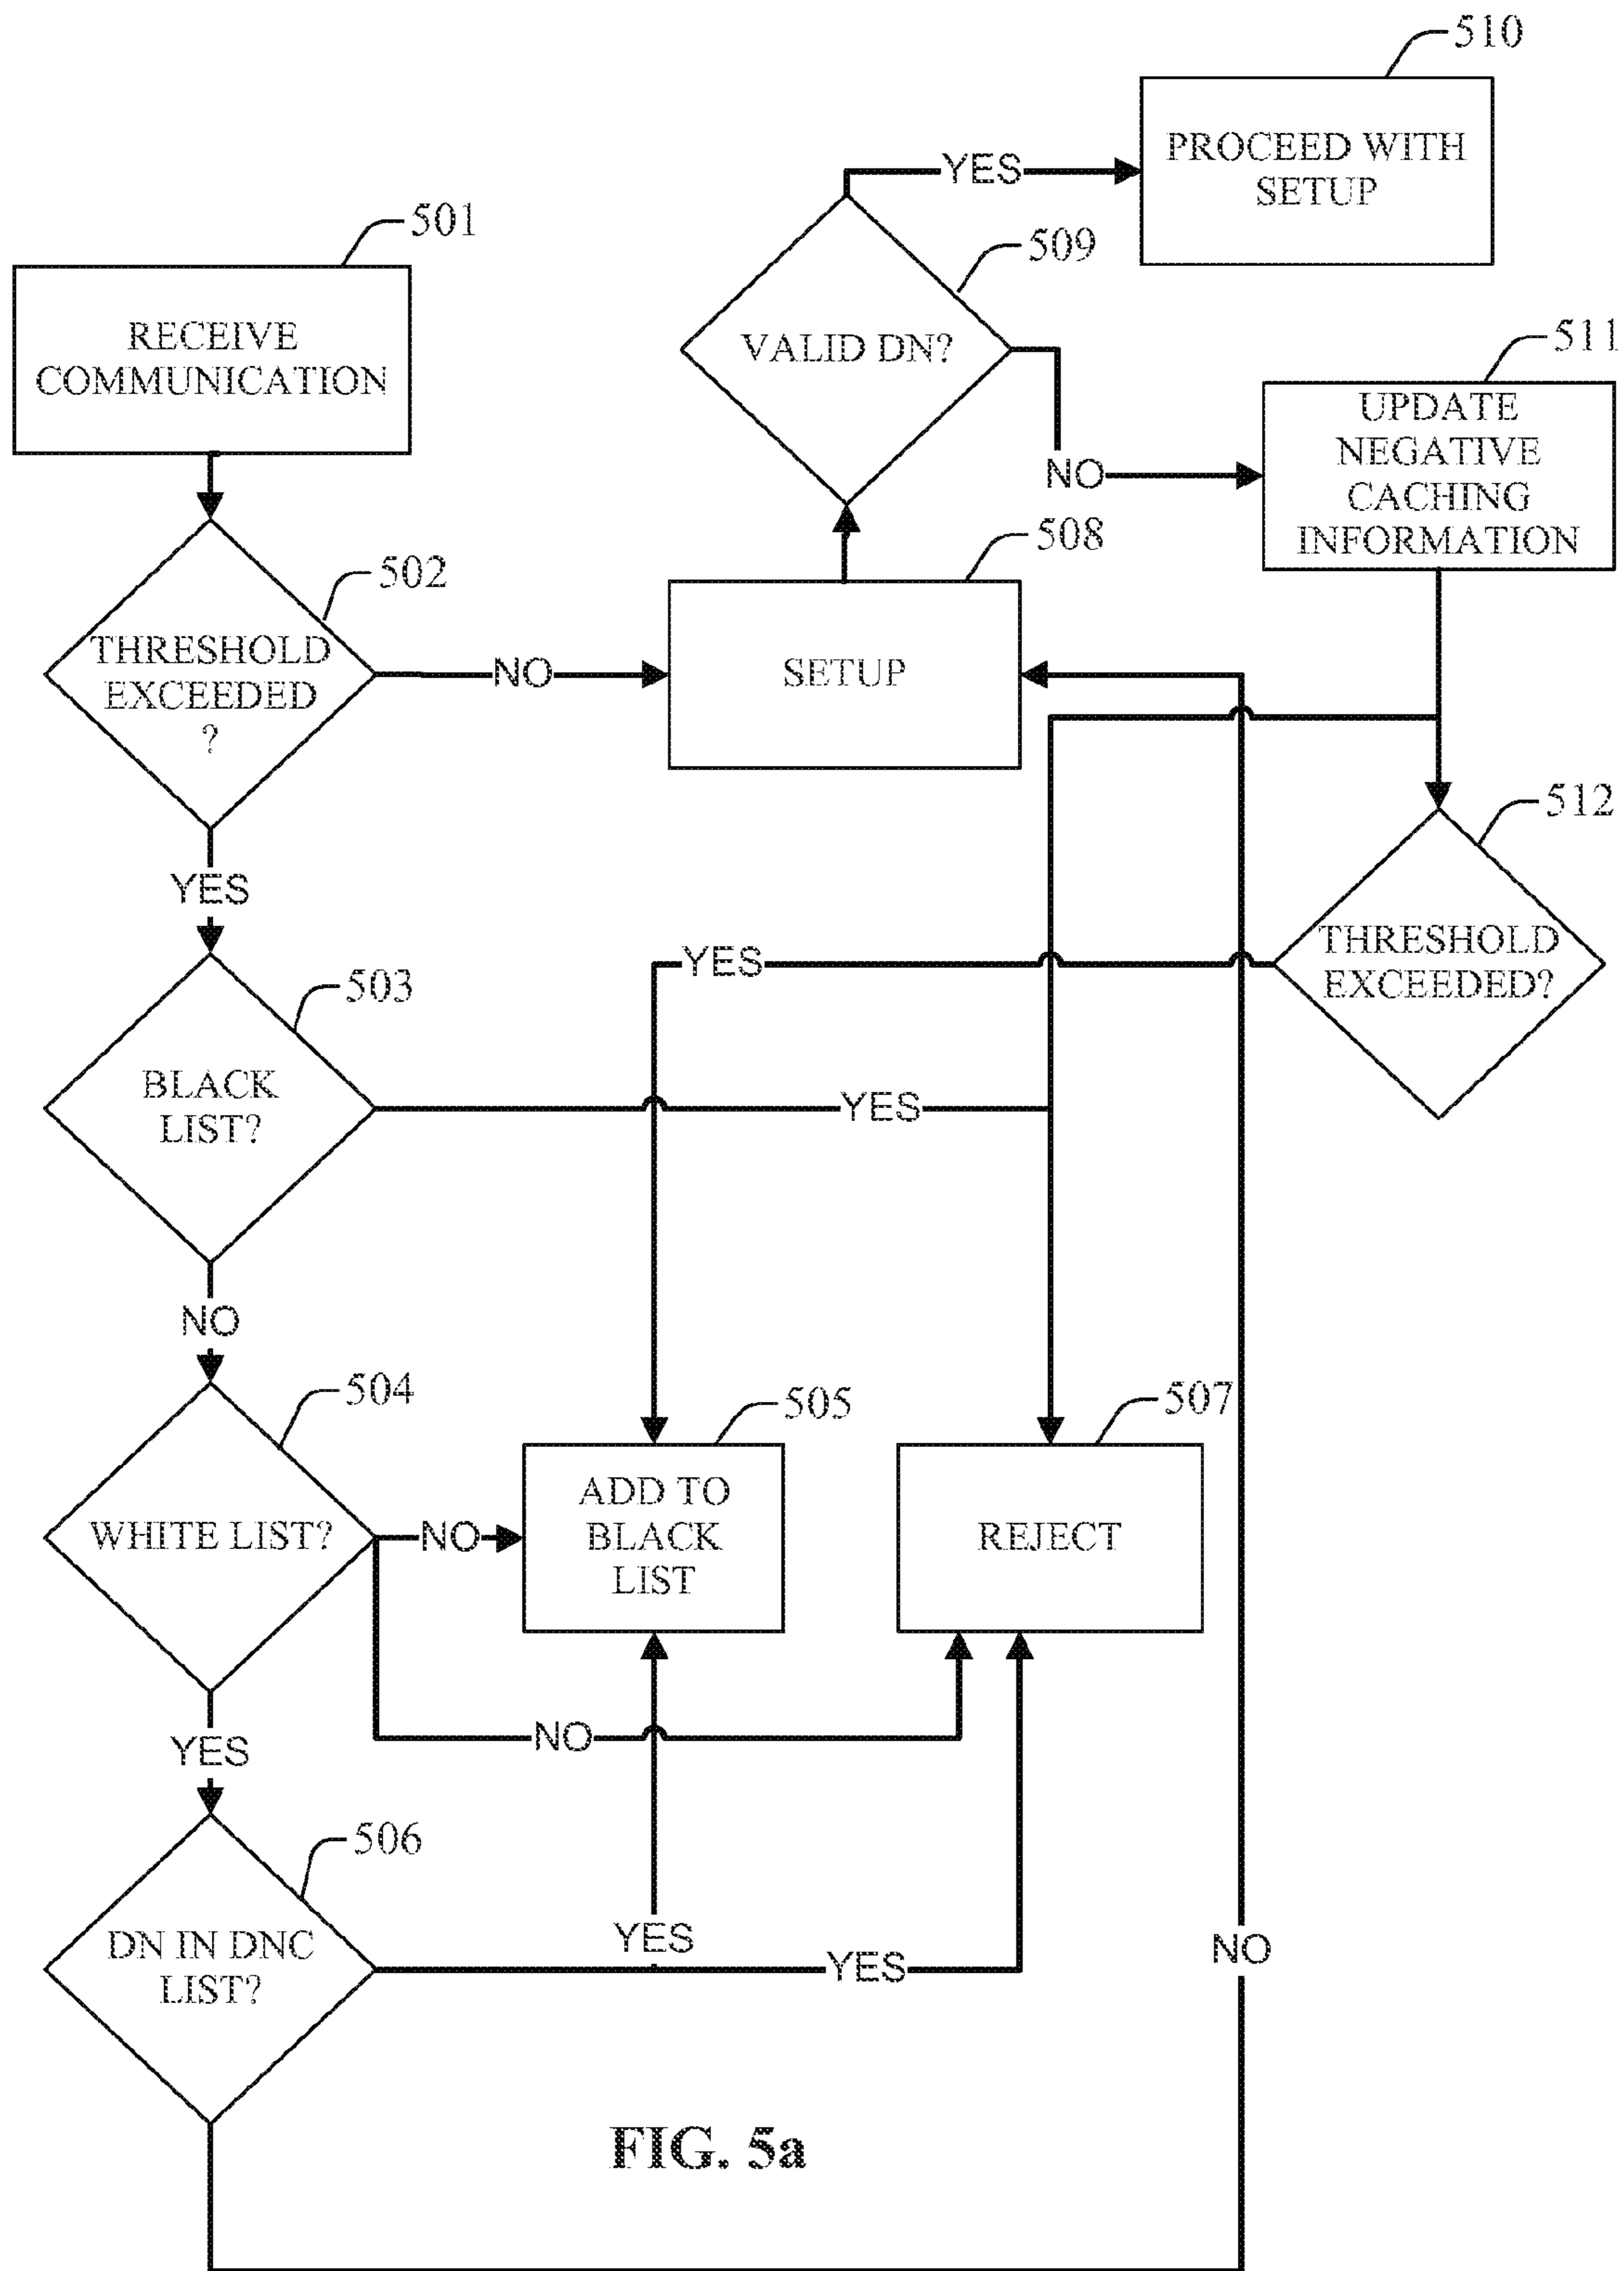 510
PROCEED WITH
SETUP
YES
501
509
RECEIVE
COMMUNICATION
VALID DN?
511
UPDATE
NEGATIVE
CACHING
INFORMATION
NO
508
502
THRESHOLD
EXCEEDED
?
NO
SETUP
512
YES
THRESHOLD
EXCEEDED?
YES
503
BLACK
LIST?
YES
NO
504
505
507
WHITE LIST?
NO
ADD TO
BLACK
LIST
REJECT
NO
YES
506
DN IN DNC
LIST?
YES
YES
NO
FIG. 5a